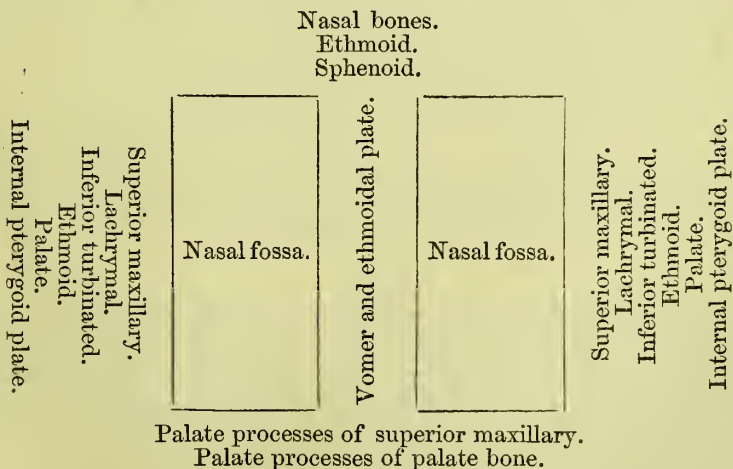 Nasal bones.
Ethmoid.
Sphenoid.
Internal pterygoid plate.
Palate.
Ethmoid.
Inferior turbinated.
Lachrymal.
Superior maxillary.
Nasal fossa.
Vomer and ethmoidal plate.
Nasal fossa.
Superior maxillary.
Lachrymal.
Inferior turbinated.
Ethmoid.
Palate.
Internal pterygoid plate.
Palate processes of superior maxillary.
Palate processes of palate bone.